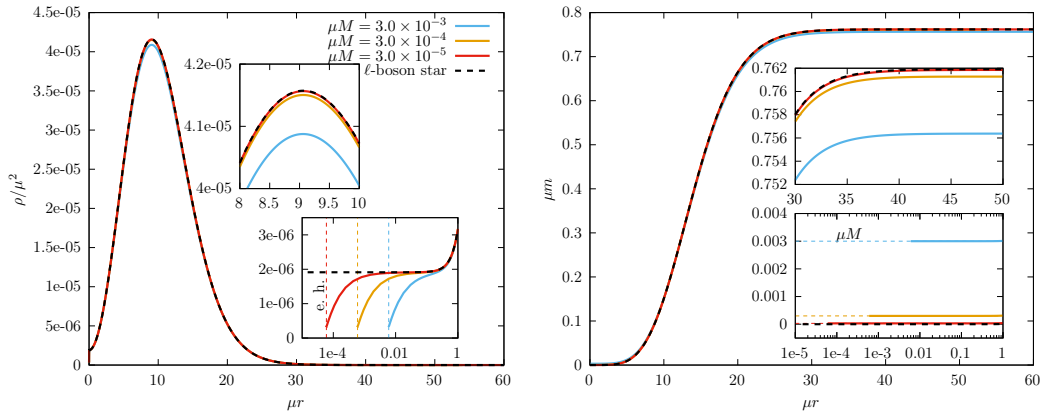 4.5e-05
4e-05
3.5e-05
3e-05
2.5e-05
2e-05
1.5e-05
1e-05
5e-06
0
0 10 20 30 40 50 60
ρ/μ²
μr
μM = 3.0 × 10⁻³
μM = 3.0 × 10⁻⁴
μM = 3.0 × 10⁻⁵
ℓ-boson star
4.2e-05
4.1e-05
4e-05
8 8.5 9 9.5 10
3e-06
2e-06
1e-06
0
e. h.
1e-04 0.01 1
0.8
0.7
0.6
0.5
0.4
0.3
0.2
0.1
0
0 10 20 30 40 50 60
μm
μr
0.762
0.76
0.758
0.756
0.754
0.752
30 35 40 45 50
0.004
0.003
0.002
0.001
0
μM
1e-5 1e-4 1e-3 0.01 0.1 1